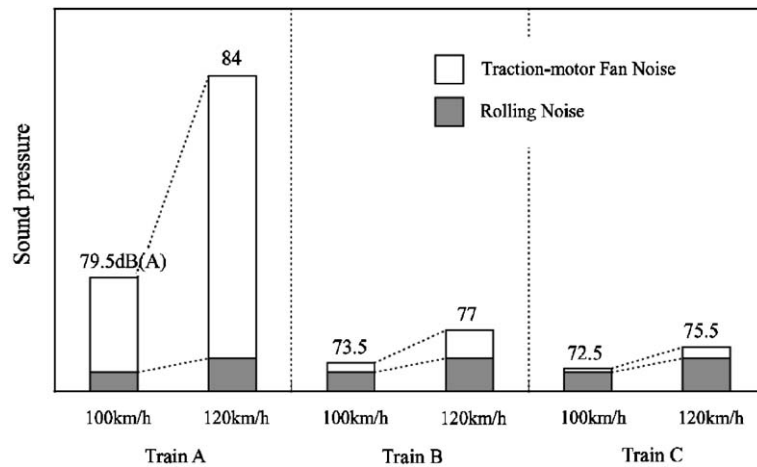 84
Traction-motor Fan Noise
Rolling Noise
Sound pressure
79.5dB(A)
73.5
77
72.5
75.5
100km/h 120km/h 100km/h 120km/h 100km/h 120km/h
Train A Train B Train C